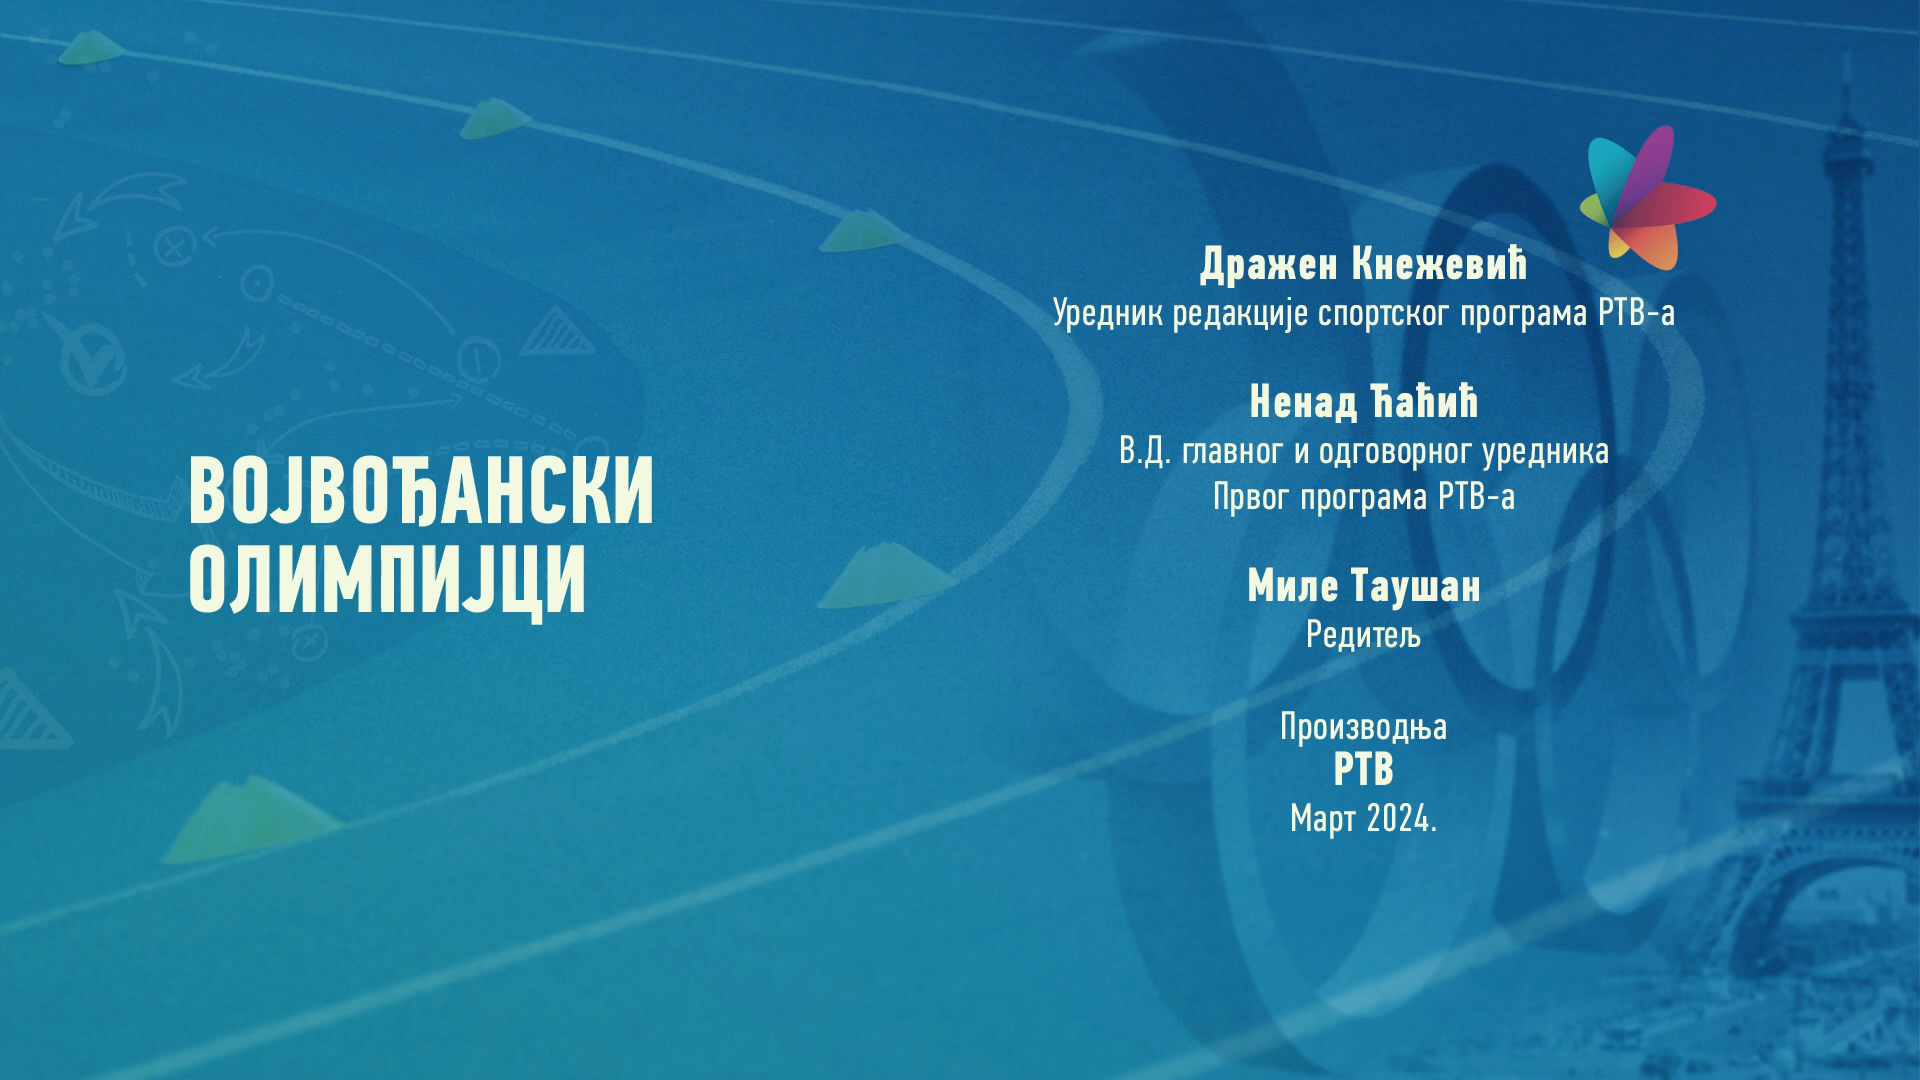 ВОЈВОЂАНСКИ
ОЛИМПИЈЦИ
Дражен Кнежевић
Уредник редакције спортског програма РТВ-а
Ненад Ћаћић
В.Д. главног и одговорног уредника
Првог програма РТВ-а
Миле Таушан
Редитељ
Производња
РТВ
Март 2024.